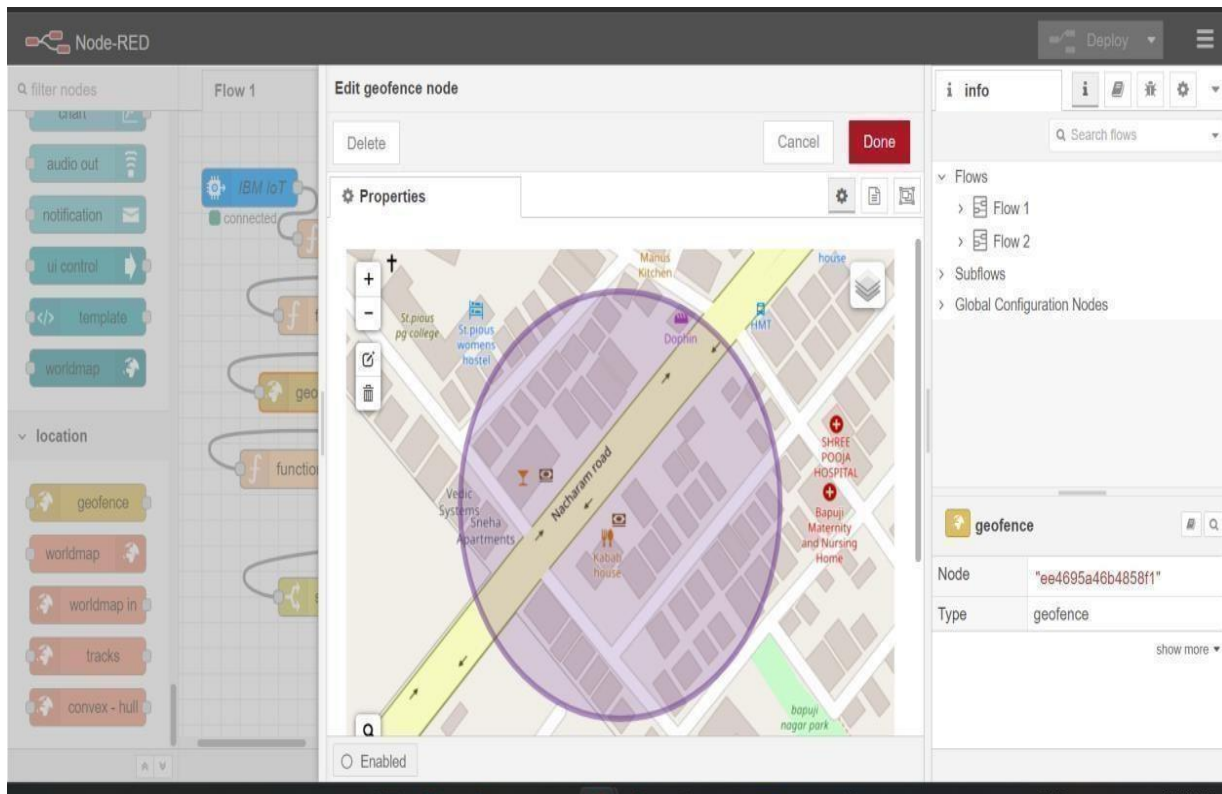 Node-RED
Deploy
filter nodes
chart
audio out
notification
ui control
template
worldmap
location
geofence
worldmap
worldmap in
tracks
convex - hull
Flow 1
IBM IoT
connected
f
geo
functio
s
Edit geofence node
Delete
Cancel
Done
Properties
+
−
Manus
Kitchen
house
St.pious
pg college
St pious
womens
hostel
Dophin
HMT
Nacharam road
Vedic
Systems
Sneha
Apartments
Kabab
house
SHREE
POOJA
HOSPITAL
Bapuji
Maternity
and Nursing
Home
bapuji
nagar park
Enabled
i info
i
Search flows
Flows
Flow 1
Flow 2
Subflows
Global Configuration Nodes
geofence
Node "ee4695a46b4858f1"
Type geofence
show more